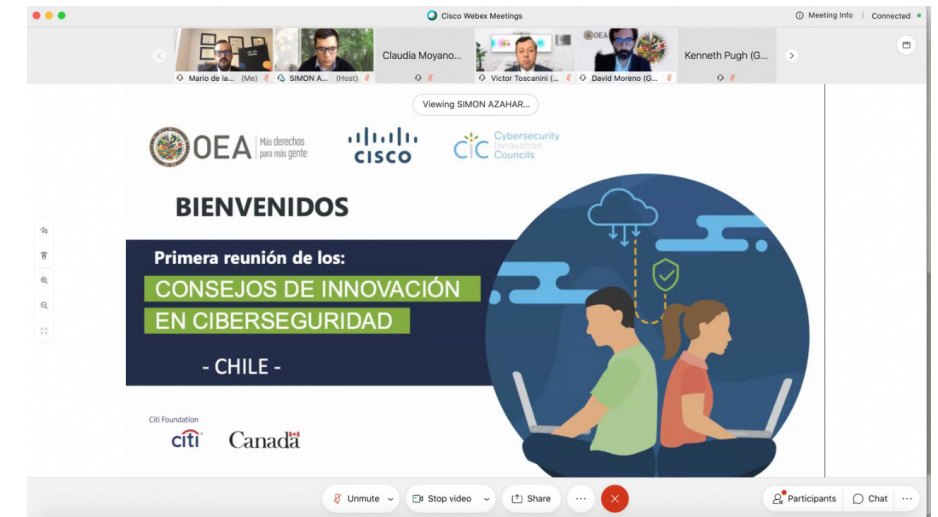 Cisco Webex Meetings
Meeting Info
Connected
Mario de la... (Me)
SIMON A... (Host)
Claudia Moyano...
Victor Toscanini (...
David Moreno (G...
Kenneth Pugh (G...
Viewing SIMON AZAHAR...
OEA
Más derechos
para más gente
CISCO
CiC
Cybersecurity
Innovation
Councils
BIENVENIDOS
Primera reunión de los:
CONSEJOS DE INNOVACIÓN
EN CIBERSEGURIDAD
- CHILE -
Citi Foundation
citi
Canadä
Unmute
Stop video
Share
Participants
Chat